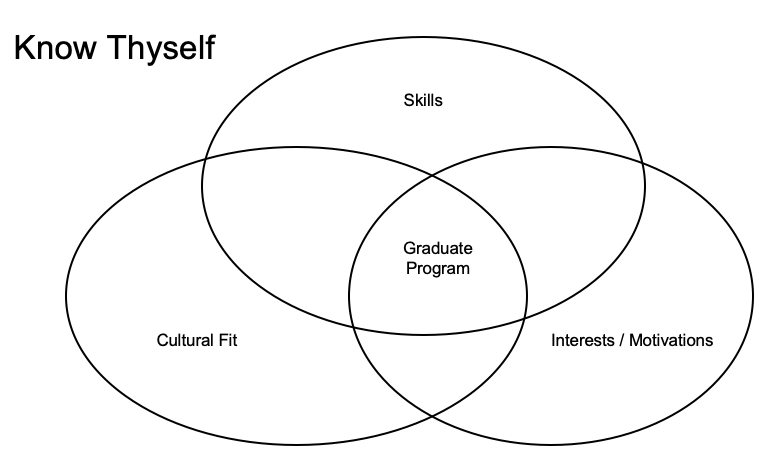 Know Thyself
Skills
Graduate
Program
Cultural Fit
Interests / Motivations